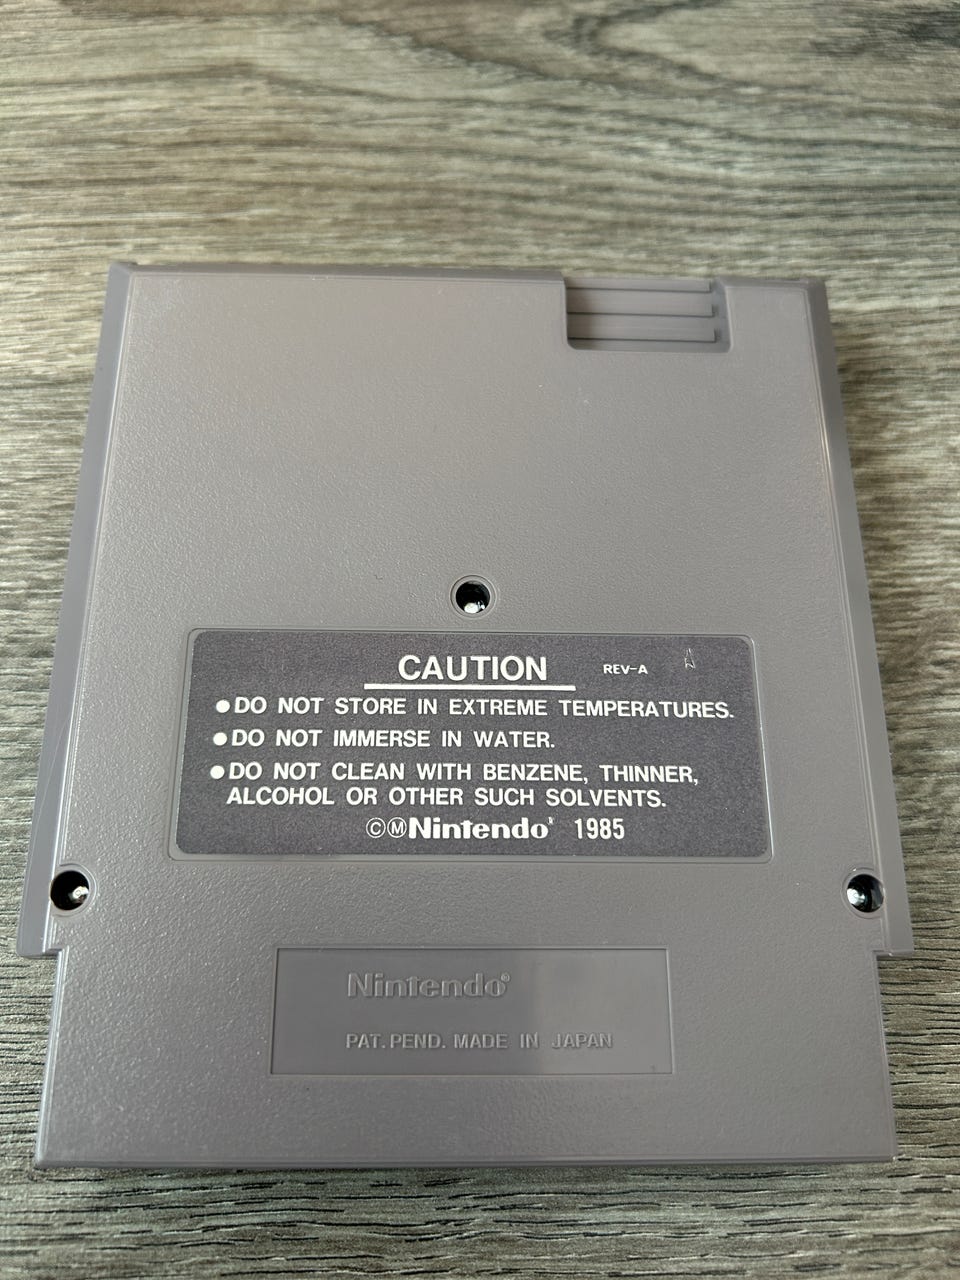 CAUTION REV-A
●DO NOT STORE IN EXTREME TEMPERATURES.
●DO NOT IMMERSE IN WATER.
●DO NOT CLEAN WITH BENZENE, THINNER,
ALCOHOL OR OTHER SUCH SOLVENTS.
©ⓂNintendo® 1985
Nintendo®
PAT. PEND. MADE IN JAPAN